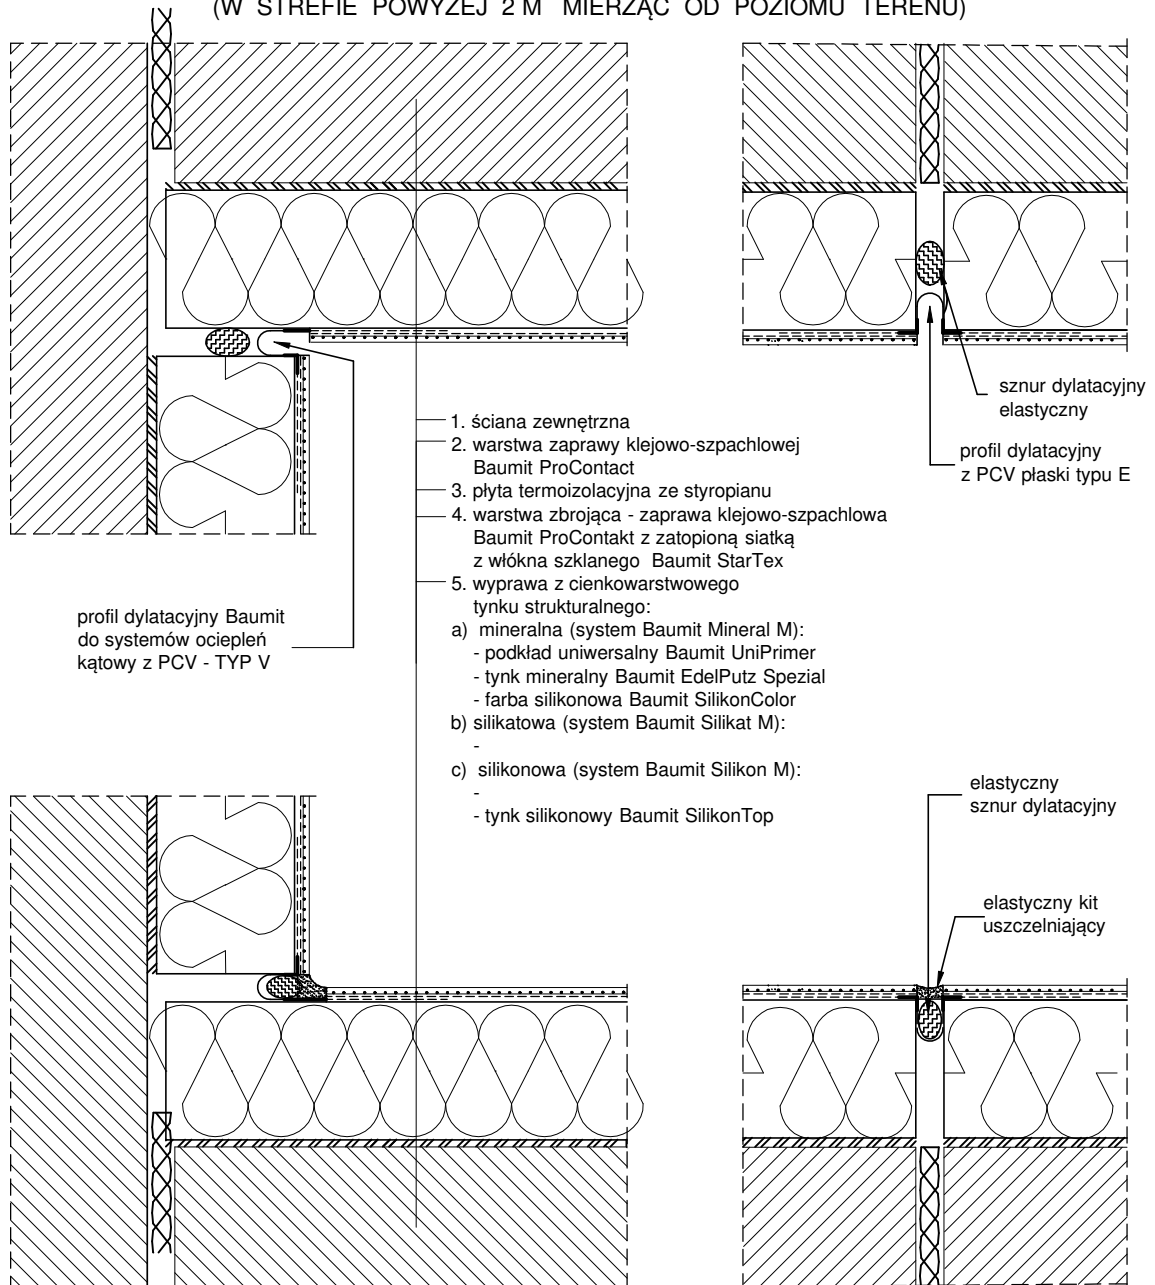 (W STREFIE POWYŻEJ 2 M MIERZĄC OD POZIOMU TERENU)
sznur dylatacyjny
elastyczny
profil dylatacyjny
z PCV płaski typu E
1. ściana zewnętrzna
2. warstwa zaprawy klejowo-szpachlowej
Baumit ProContact
3. płyta termoizolacyjna ze styropianu
4. warstwa zbrojąca - zaprawa klejowo-szpachlowa
Baumit ProContakt z zatopioną siatką
z włókna szklanego Baumit StarTex
5. wyprawa z cienkowarstwowego
tynku strukturalnego:
a) mineralna (system Baumit Mineral M):
- podkład uniwersalny Baumit UniPrimer
- tynk mineralny Baumit EdelPutz Spezial
- farba silikonowa Baumit SilikonColor
b) silikatowa (system Baumit Silikat M):
-
c) silikonowa (system Baumit Silikon M):
-
- tynk silikonowy Baumit SilikonTop
profil dylatacyjny Baumit
do systemów ociepleń
kątowy z PCV - TYP V
elastyczny
sznur dylatacyjny
elastyczny kit
uszczelniający